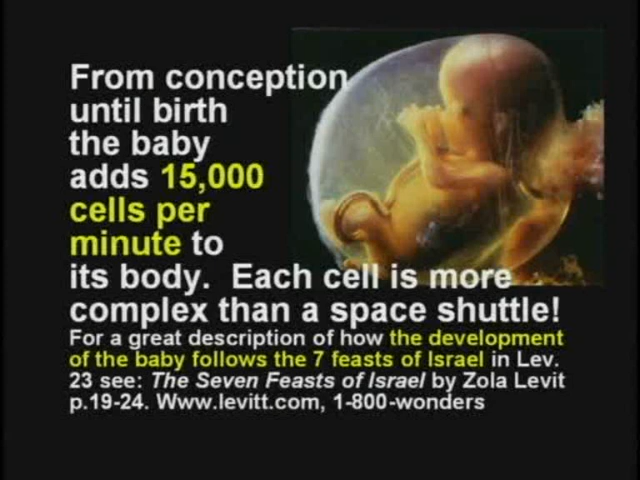 From conception
until birth
the baby
adds 15,000
cells per
minute to
its body.  Each cell is more
complex than a space shuttle!
For a great description of how the development
of the baby follows the 7 feasts of Israel in Lev.
23 see: The Seven Feasts of Israel by Zola Levit
p.19-24. Www.levitt.com, 1-800-wonders